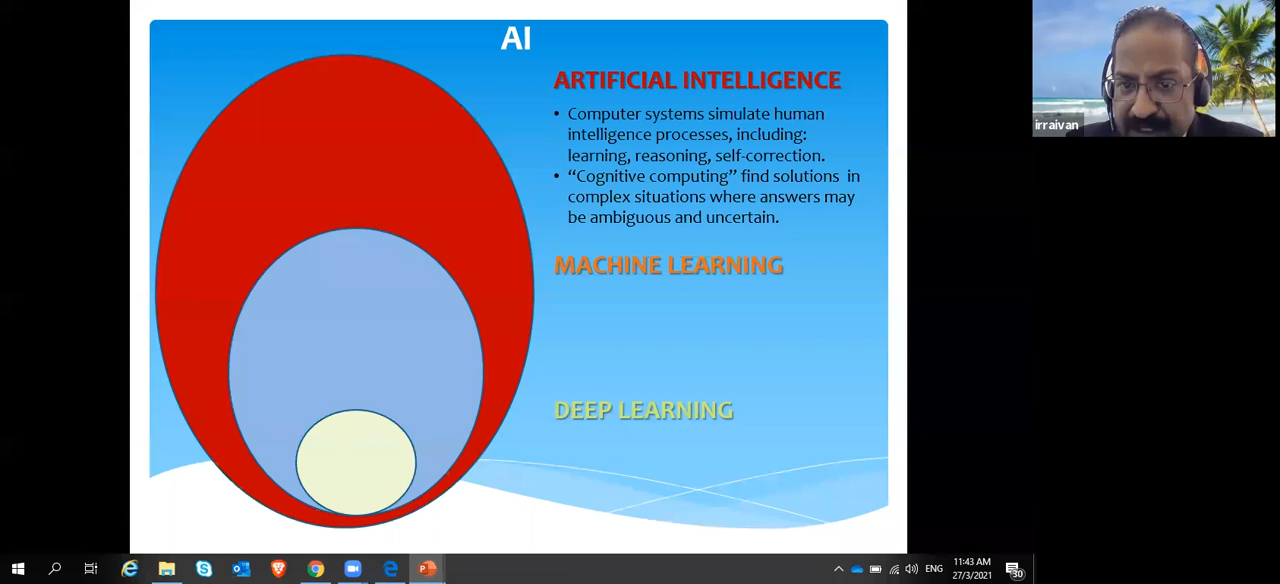 AI
ARTIFICIAL INTELLIGENCE
• Computer systems simulate human
intelligence processes, including:
learning, reasoning, self-correction.
• “Cognitive computing” find solutions in
complex situations where answers may
be ambiguous and uncertain.
MACHINE LEARNING
DEEP LEARNING
irraivan
ENG
11:43 AM
27/3/2021
30